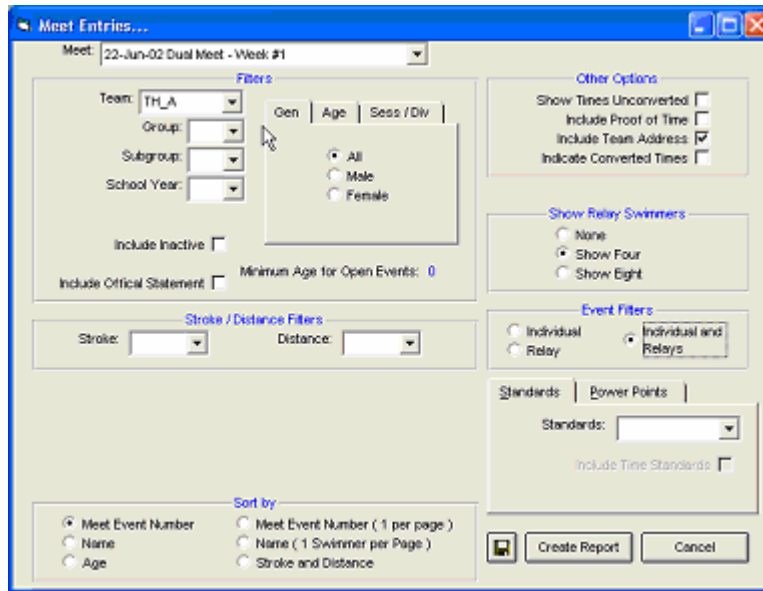 Meet Entries...
Meet: 22-Jun-02 Dual Meet - Week #1
Filters
Team: TH_A
Group:
Subgroup:
School Year:
Gen Age Sess / Div
All
Male
Female
Include Inactive
Include Offical Statement
Minimum Age for Open Events: 0
Stroke / Distance Filters
Stroke: Distance:
Sort by
Meet Event Number
Name
Age
Meet Event Number ( 1 per page )
Name ( 1 Swimmer per Page )
Stroke and Distance
Other Options
Show Times Unconverted
Include Proof of Time
Include Team Address
Indicate Converted Times
Show Relay Swimmers
None
Show Four
Show Eight
Event Filters
Individual
Relay
Individual and
Relays
Standards Power Points
Standards:
Include Time Standards
Create Report Cancel